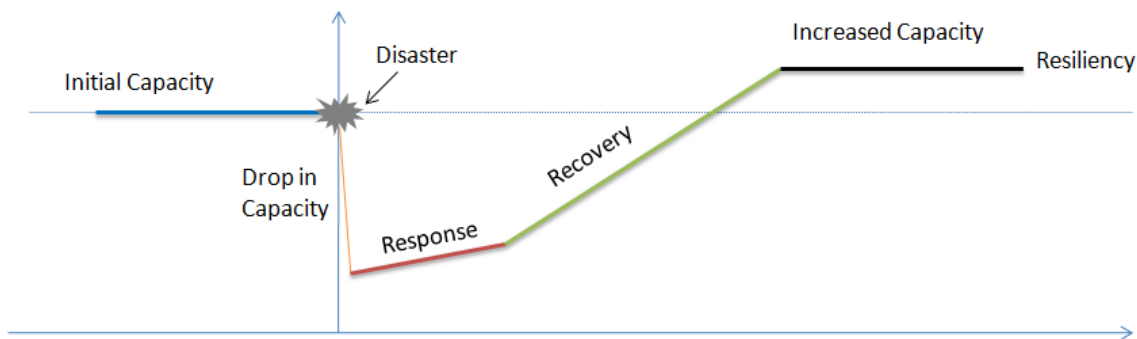 Increased Capacity
Disaster
Resiliency
Initial Capacity
Recovery
Drop in
Capacity
Response